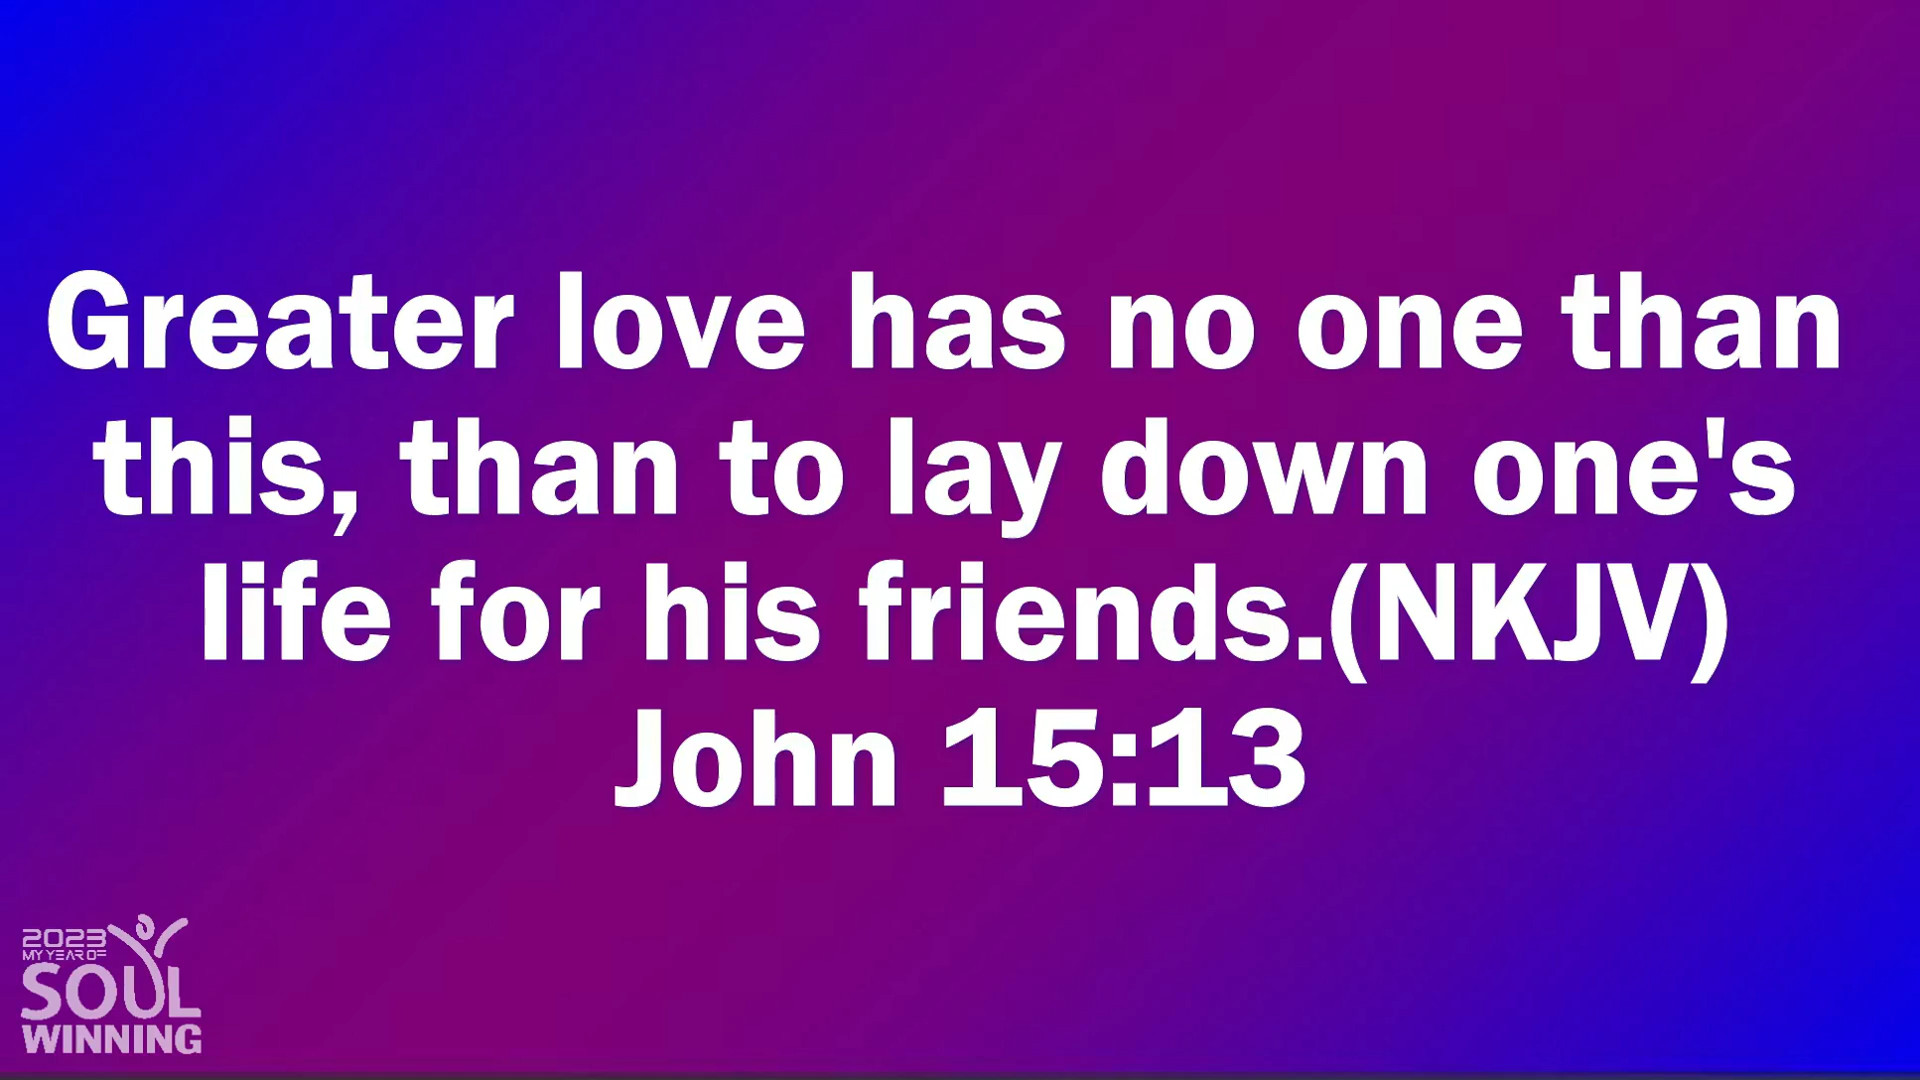 Greater love has no one than
this, than to lay down one's
life for his friends.(NKJV)
John 15:13
2023
MY YEAR OF
SOUL
WINNING